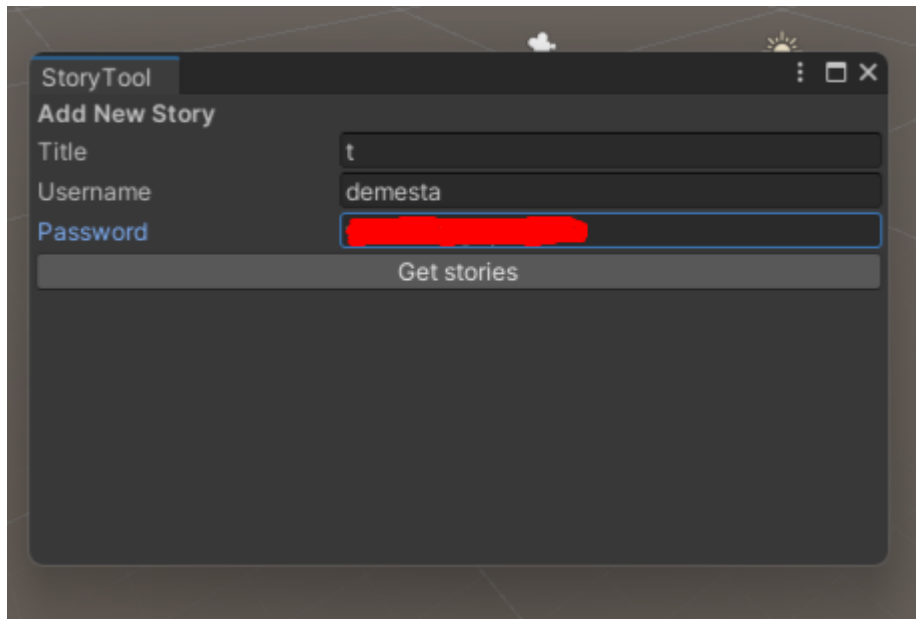 StoryTool
Add New Story
Title t
Username demesta
Password
Get stories